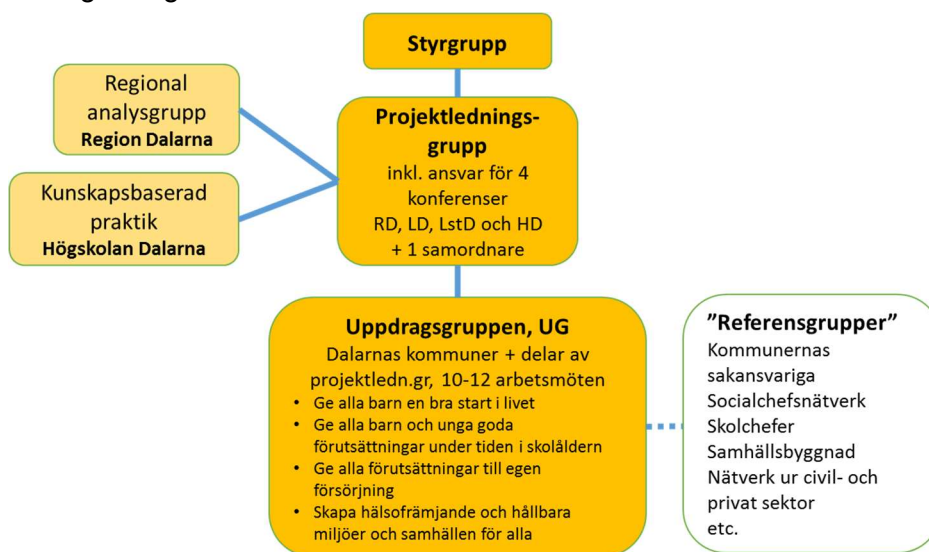 Styrgrupp
Regional
analysgrupp
Region Dalarna
Kunskapsbaserad
praktik
Högskolan Dalarna
Projektlednings-
grupp
inkl. ansvar för 4
konferenser
RD, LD, LstD och HD
+ 1 samordnare
Uppdragsgruppen, UG
Dalarnas kommuner + delar av
projektledn.gr, 10-12 arbetsmöten
• Ge alla barn en bra start i livet
• Ge alla barn och unga goda
förutsättningar under tiden i skolåldern
• Ge alla förutsättningar till egen
försörjning
• Skapa hälsofrämjande och hållbara
miljöer och samhällen för alla
”Referensgrupper”
Kommunernas
sakansvariga
Socialchefsnätverk
Skolchefer
Samhällsbyggnad
Nätverk ur civil- och
privat sektor
etc.